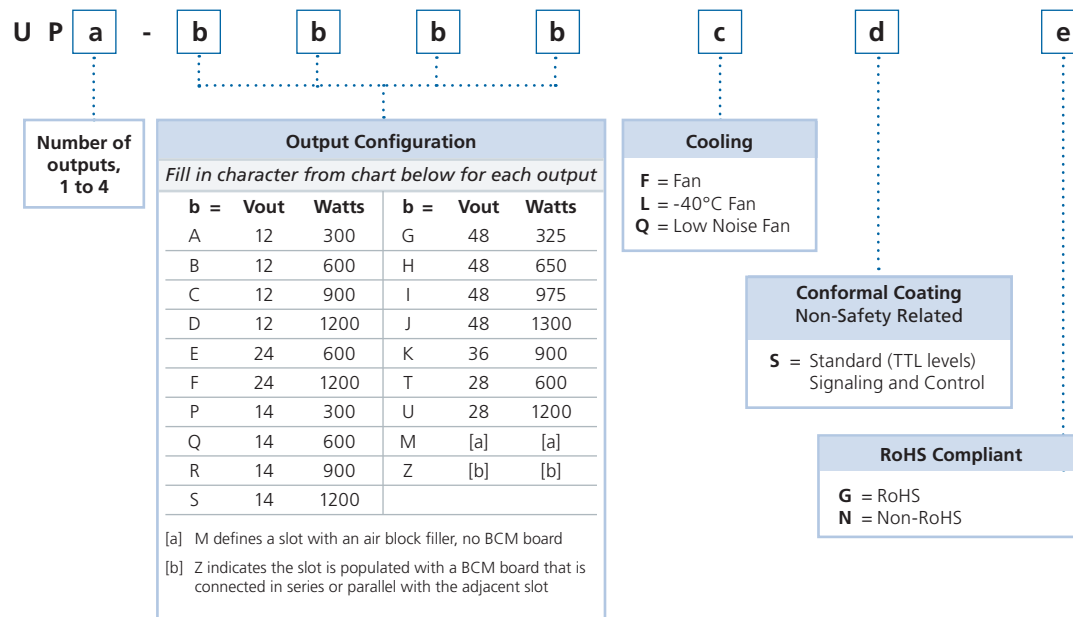 U P a - b b b b c d e
Number of
outputs,
1 to 4
Output Configuration
Fill in character from chart below for each output
b = Vout Watts b = Vout Watts
A 12 300 G 48 325
B 12 600 H 48 650
C 12 900 I 48 975
D 12 1200 J 48 1300
E 24 600 K 36 900
F 24 1200 T 28 600
P 14 300 U 28 1200
Q 14 600 M [a] [a]
R 14 900 Z [b] [b]
S 14 1200
[a] M defines a slot with an air block filler, no BCM board
[b] Z indicates the slot is populated with a BCM board that is
connected in series or parallel with the adjacent slot
Cooling
F = Fan
L = -40°C Fan
Q = Low Noise Fan
Conformal Coating
Non-Safety Related
S = Standard (TTL levels)
Signaling and Control
RoHS Compliant
G = RoHS
N = Non-RoHS